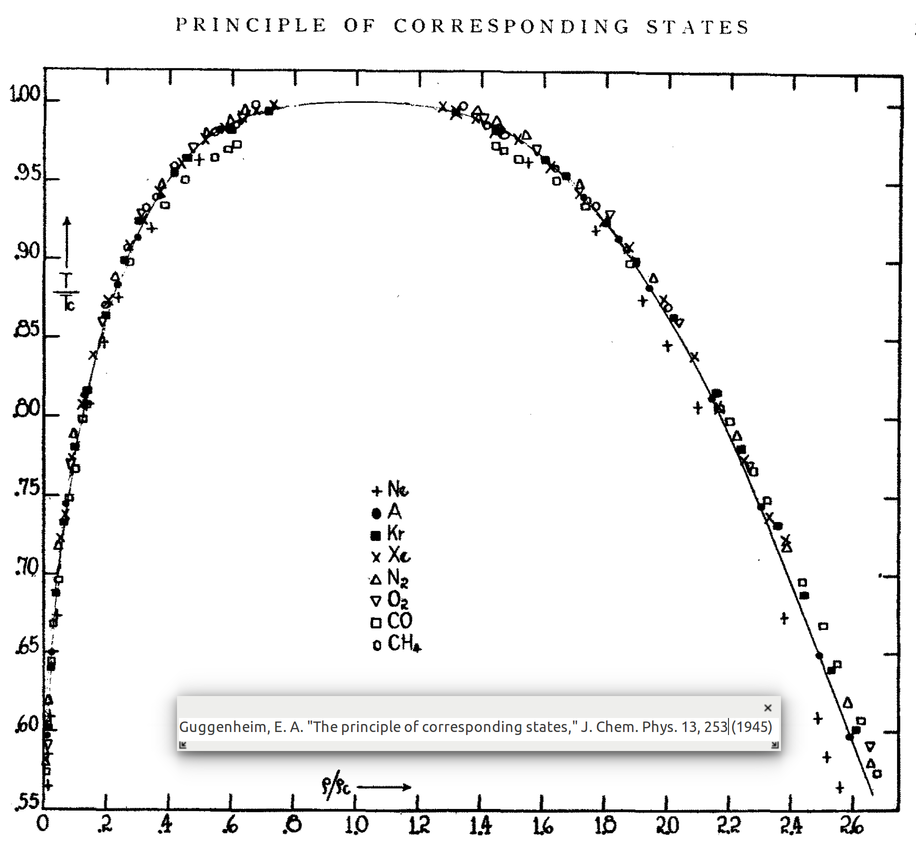 PRINCIPLE OF CORRESPONDING STATES
1.00
.95
.90
T
Tc
.85
.80
.75
.70
.65
.60
.55
+ Ne
● A
■ Kr
x Xe
△ N₂
▽ O₂
□ CO
○ CH₄
Guggenheim, E. A. "The principle of corresponding states," J. Chem. Phys. 13, 253 (1945)
ρ/ρc →
0 .2 .4 .6 .8 1.0 1.2 1.4 1.6 1.8 2.0 2.2 2.4 2.6